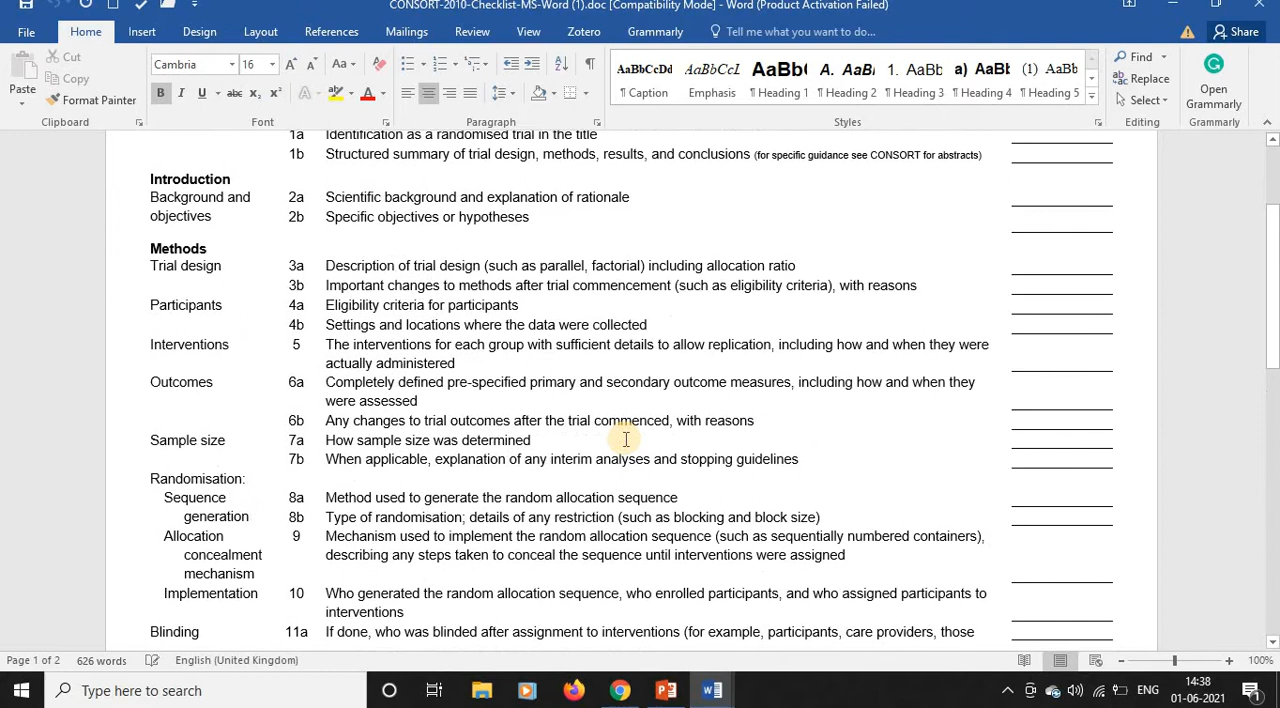 CONSORT-2010-Checklist-MS-Word (1).doc [Compatibility Mode] - Word (Product Activation Failed)
File Home Insert Design Layout References Mailings Review View Zotero Grammarly Tell me what you want to do... Share
Paste
Cut
Copy
Format Painter
Clipboard
Cambria 16
B I U abc x₂ x² A A
Font
Paragraph
AaBbCcDd AaBbCcL AaBb( A. AaB 1. AaBb a) AaBb (1) AaBb
¶ Caption Emphasis ¶ Heading 1 ¶ Heading 2 ¶ Heading 3 ¶ Heading 4 ¶ Heading 5
Styles
Find
Replace
Select
Editing
Open
Grammarly
Grammarly
1a Identification as a randomised trial in the title
1b Structured summary of trial design, methods, results, and conclusions (for specific guidance see CONSORT for abstracts)
Introduction
Background and 2a Scientific background and explanation of rationale
objectives 2b Specific objectives or hypotheses
Methods
Trial design 3a Description of trial design (such as parallel, factorial) including allocation ratio
3b Important changes to methods after trial commencement (such as eligibility criteria), with reasons
Participants 4a Eligibility criteria for participants
4b Settings and locations where the data were collected
Interventions 5 The interventions for each group with sufficient details to allow replication, including how and when they were
actually administered
Outcomes 6a Completely defined pre-specified primary and secondary outcome measures, including how and when they
were assessed
6b Any changes to trial outcomes after the trial commenced, with reasons
Sample size 7a How sample size was determined
7b When applicable, explanation of any interim analyses and stopping guidelines
Randomisation:
Sequence 8a Method used to generate the random allocation sequence
generation 8b Type of randomisation; details of any restriction (such as blocking and block size)
Allocation 9 Mechanism used to implement the random allocation sequence (such as sequentially numbered containers),
concealment describing any steps taken to conceal the sequence until interventions were assigned
mechanism
Implementation 10 Who generated the random allocation sequence, who enrolled participants, and who assigned participants to
interventions
Blinding 11a If done, who was blinded after assignment to interventions (for example, participants, care providers, those
Page 1 of 2 626 words English (United Kingdom) 100%
Type here to search
ENG
14:38
01-06-2021